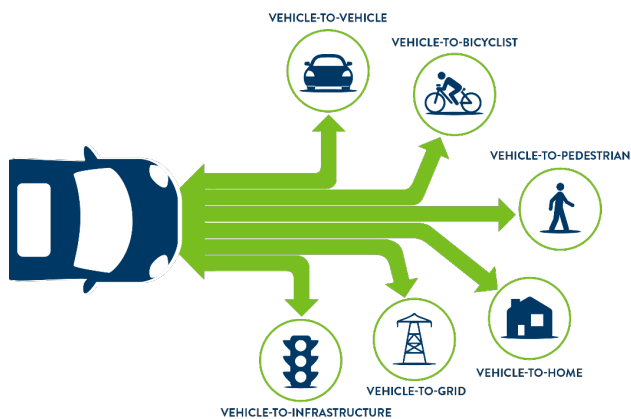 VEHICLE-TO-VEHICLE
VEHICLE-TO-BICYCLIST
VEHICLE-TO-PEDESTRIAN
VEHICLE-TO-HOME
VEHICLE-TO-GRID
VEHICLE-TO-INFRASTRUCTURE